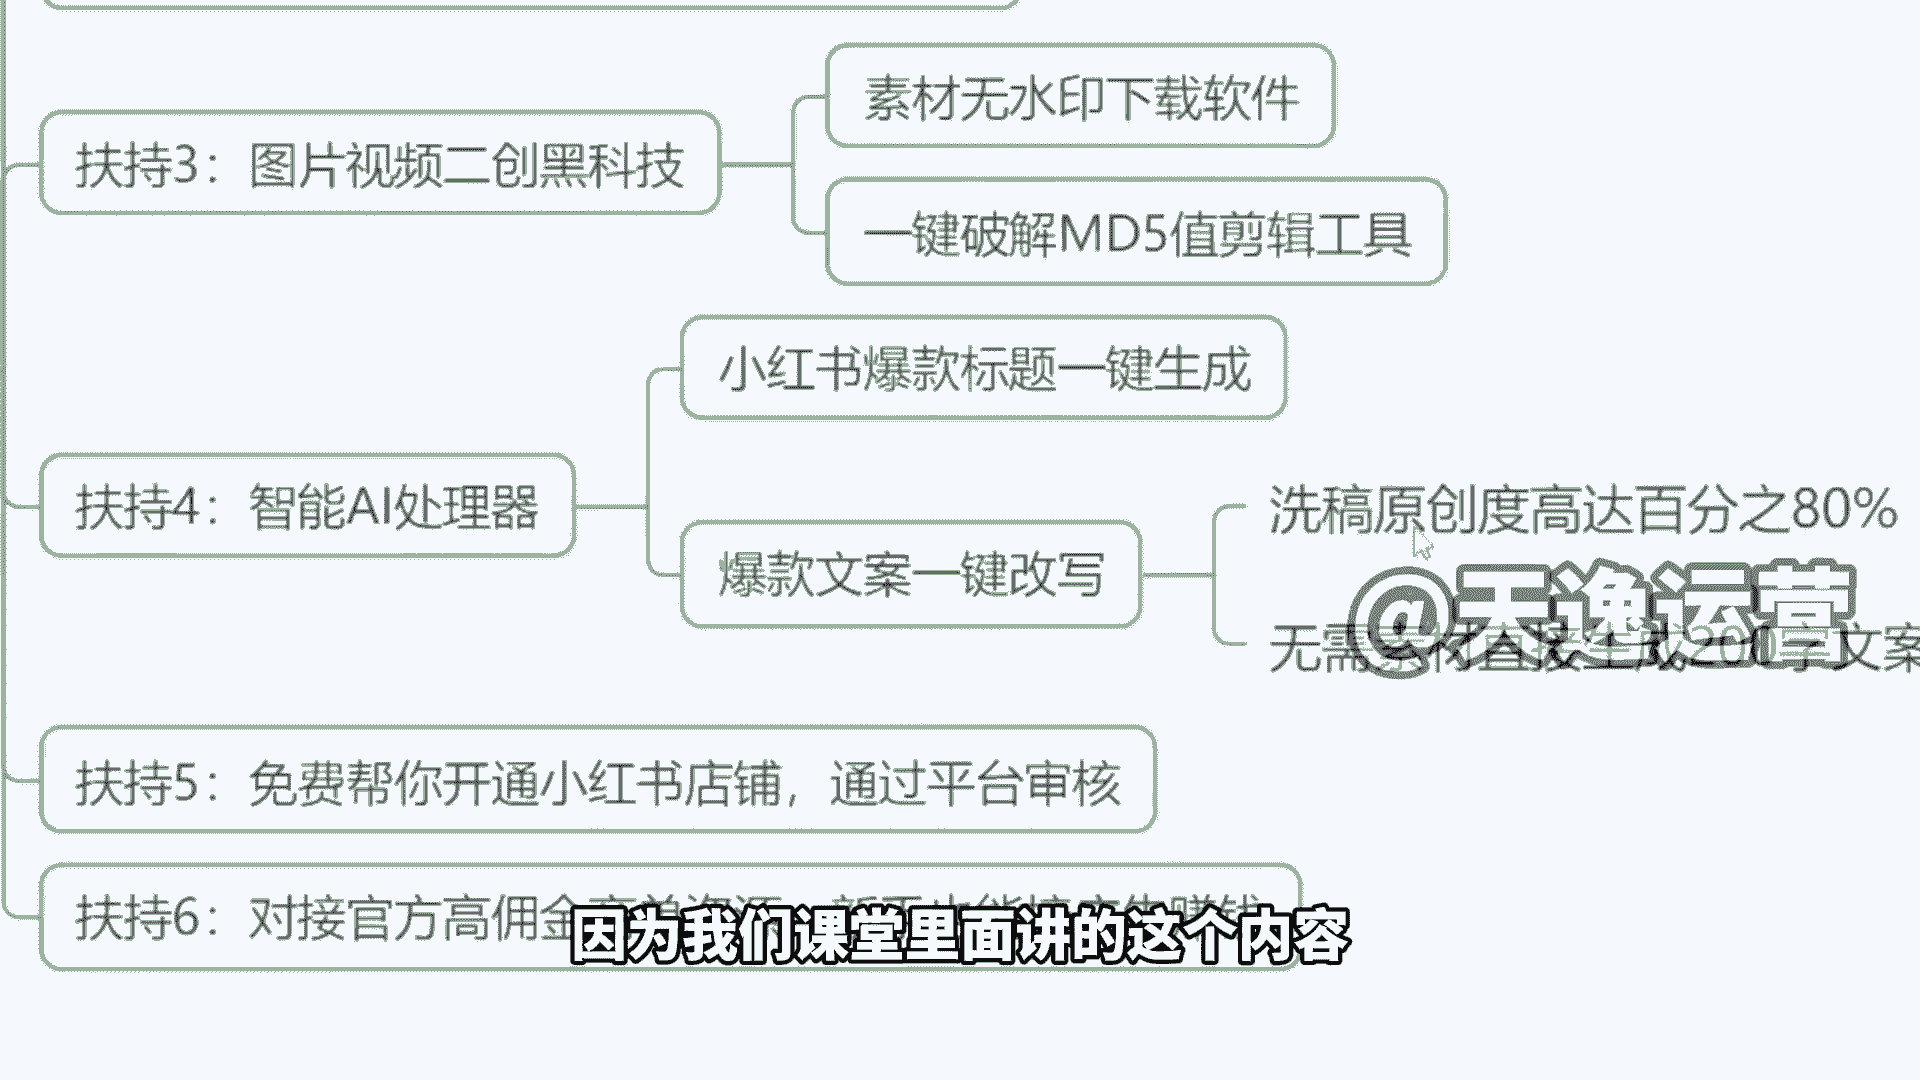 素材无水印下载软件
扶持3：图片视频二创黑科技
一键破解MD5值剪辑工具
小红书爆款标题一键生成
扶持4：智能AI处理器
洗稿原创度高达百分之80%
爆款文案一键改写
@天逸运营
无需素材直接生成200字文案
扶持5：免费帮你开通小红书店铺，通过平台审核
扶持6：对接官方高佣金
因为我们课堂里面讲的这个内容